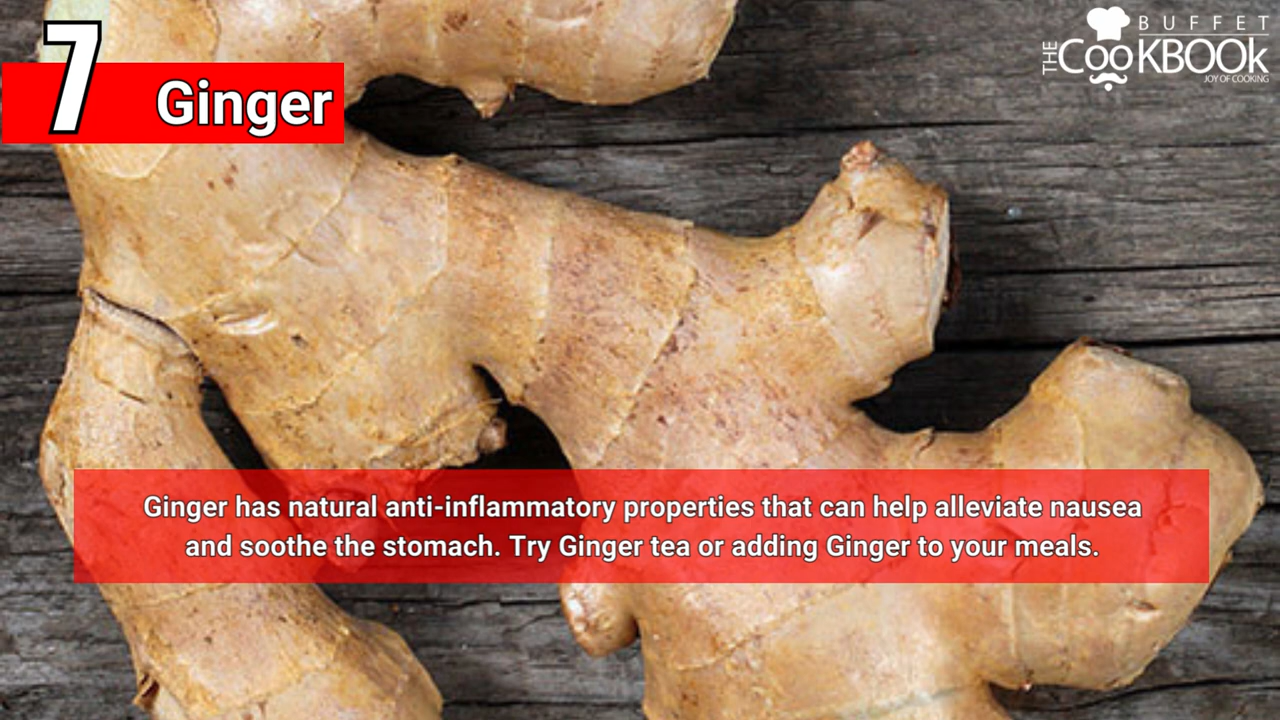 7
Ginger
BUFFET
THE COOKBOOK
JOY OF COOKING
Ginger has natural anti-inflammatory properties that can help alleviate nausea
and soothe the stomach. Try Ginger tea or adding Ginger to your meals.